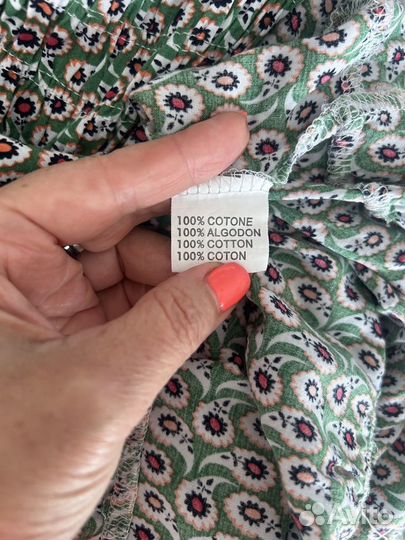 100% COTONE
100% ALGODON
100% COTTON
100% COTON
Avito